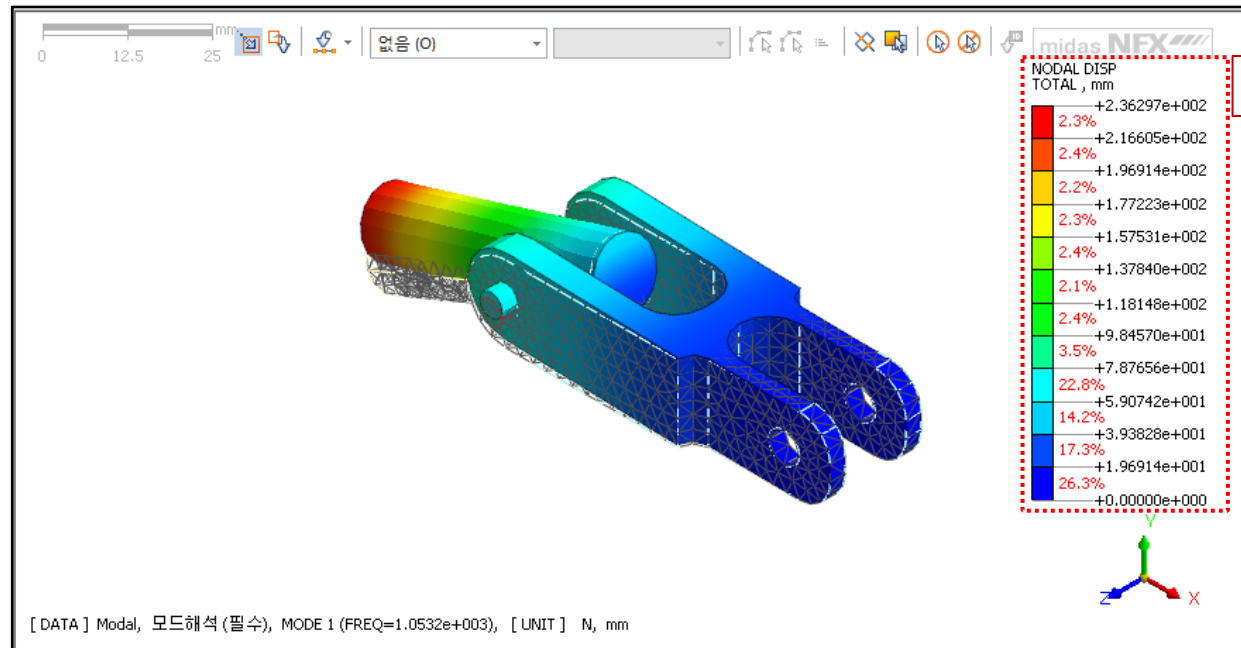 mm
0 12.5 25
없음 (O)
midas NFX
NODAL DISP
TOTAL , mm
+2.36297e+002
2.3%
+2.16605e+002
2.4%
+1.96914e+002
2.2%
+1.77223e+002
2.3%
+1.57531e+002
2.4%
+1.37840e+002
2.1%
+1.18148e+002
2.4%
+9.84570e+001
3.5%
+7.87656e+001
22.8%
+5.90742e+001
14.2%
+3.93828e+001
17.3%
+1.96914e+001
26.3%
+0.00000e+000
Y
Z X
[ DATA ] Modal, 모드해석 (필수), MODE 1 (FREQ=1.0532e+003), [ UNIT ] N, mm